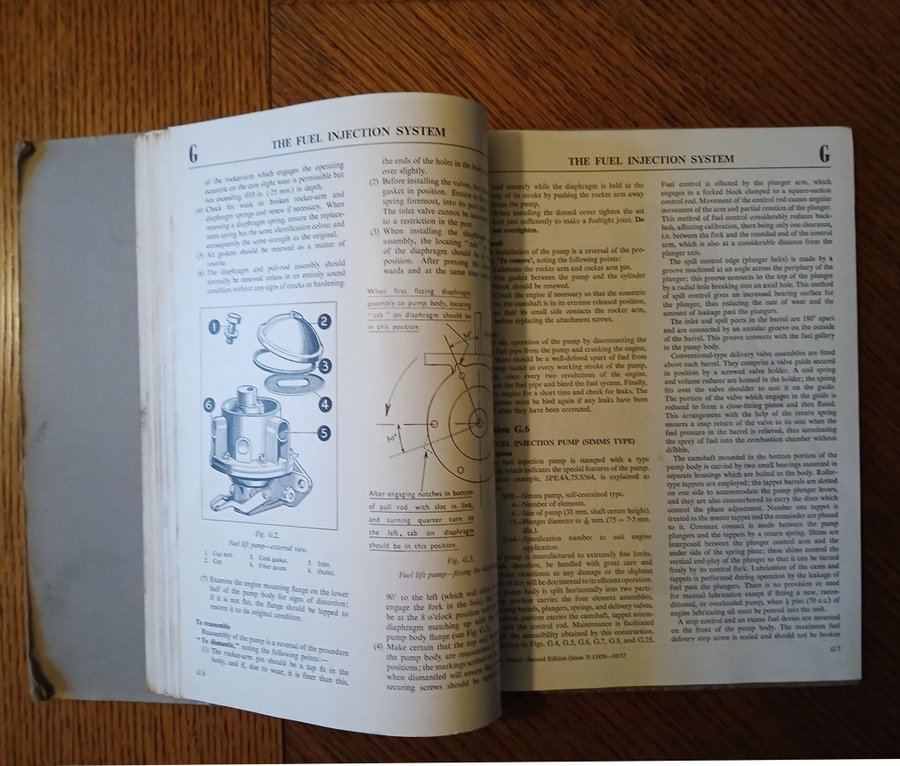 G
THE FUEL INJECTION SYSTEM
of the rocker-arm which engages the operating
eccentric on the cam slight wear is permissible but
not exceeding ·010 in. (·25 mm.) in depth.
(4) Check for weak or broken rocker-arm and
diaphragm springs and renew if necessary. When
renewing a diaphragm spring, ensure the replace-
ment spring has the same identification colour and
consequently the same strength as the original.
(5) All gaskets should be renewed as a matter of
routine.
(6) The diaphragm and pull-rod assembly should
normally be renewed unless in an entirely sound
condition without any signs of cracks or hardening.
1
2
3
4
5
6
Fig. G.2.
Fuel lift pump—external view.
1. Cap bolt. 3. Cork gasket. 5. Inlet.
2. Cap. 4. Filter gauze 6. Outlet.
(7) Examine the engine mounting flange on the lower
half of the pump body for signs of distortion;
if it is not flat, the flange should be lapped to
restore it to its original condition.
To reassemble
Reassembly of the pump is a reversal of the procedure
"To dismantle," noting the following points:—
(1) The rocker-arm pin should be a tap fit in the
body, and if, due to wear, it is freer than this,
G.6
the ends of the holes in the
over slightly.
(2) Before installing the valves,
gasket in position. Ensure
spring foremost, into its
The inlet valve cannot be
to a restriction in the
(3) When installing the
assembly, the locating "tab"
of the diaphragm should
position. After pressing
wards and at the same time
When first fitting diaphragm
assembly to pump body, locating
"tab" on diaphragm should be
in this position.
After engaging notches in bottom
of pull rod with slot in link,
and turning quarter turn to
the left, tab on diaphragm
should be in this position.
Fig. G.3.
Fuel lift pump—fitting the
90° to the left (which will
engage the fork in the
be at the 8 o'clock position
diaphragm matching up
pump body flange (see Fig.
(4) Make certain that the top
the pump body are reassembled
positions; the markings scribed
when dismantled will ensure
securing screws should be
THE FUEL INJECTION SYSTEM
G
securely while the diaphragm is held at the
top of its stroke by pushing the rocker arm away
from the pump.
When installing the domed cover tighten the set
bolt just sufficiently to make a fueltight joint. Do
not overtighten.
installation of the pump is a reversal of the pro-
"To remove", noting the following points:
Lubricate the rocker arm and rocker arm pin.
The gasket between the pump and the cylinder
block should be renewed.
the engine if necessary so that the eccentric
on the camshaft is in its extreme released position,
so that its small side contacts the rocker arm,
before replacing the attachment screws.
the operation of the pump by disconnecting the
fuel pipe from the pump and cranking the engine,
there should be a well-defined spurt of fuel from
outlet at every working stroke of the pump,
once every two revolutions of the engine.
the fuel pipe and bleed the fuel system. Finally,
engine for a short time and check for leaks. The
must be bled again if any leaks have been
after they have been corrected.
G.6
FUEL INJECTION PUMP (SIMMS TYPE)
fuel injection pump is stamped with a type
which indicates the special features of the pump.
example, SPE4A.75.S364, is explained as
Simms pump, self-contained type.
4—Number of elements.
A—Size of pump (35 mm. shaft centre height).
75—Plunger diameter in 1/10 mm. (75 = 7·5 mm.
dia.).
Specification number to suit engine
application.
pump is manufactured to extremely fine limits,
therefore, be handled with great care and
cleanliness as any damage or the slightest
of dirt will be detrimental to its efficient operation.
pump body is split horizontally into two parts:
portion carries the four element assemblies,
barrels, plungers, springs, and delivery valves,
portion carries the camshaft, tappet assem-
and the control rod. Maintenance is facilitated
the accessibility obtained by this construction.
to Figs. G.4, G.5, G.6, G.7, G.8, and G.25.
Second Edition (Issue 3) 11436—10/57
Fuel control is effected by the plunger arm, which
engages in a forked block clamped to a square-section
control rod. Movement of the control rod causes angular
movement of the arm and partial rotation of the plunger.
This method of fuel control considerably reduces back-
lash, affecting calibration, there being only one clearance,
i.e. between the fork and the rounded end of the control
arm, which is also at a considerable distance from the
plunger axis.
The spill control edge (plunger helix) is made by a
groove machined at an angle across the periphery of the
plunger; this groove connects to the top of the plunger
by a radial hole breaking into an axial hole. This method
of spill control gives an increased bearing surface for
the plunger, thus reducing the rate of wear and the
amount of leakage past the plungers.
The inlet and spill ports in the barrel are 180° apart
and are connected by an annular groove on the outside
of the barrel. This groove connects with the fuel gallery
in the pump body.
Conventional-type delivery valve assemblies are fitted
above each barrel. They comprise a valve guide secured
in position by a screwed valve holder. A coil spring
and volume reducer are housed in the holder; the spring
fits over the valve shoulder to seat it on the guide.
The portion of the valve which engages in the guide is
reduced to form a close-fitting piston and then fluted.
This arrangement with the help of the return spring
ensures a snap return of the valve to its seat when the
fuel pressure in the barrel is relieved, thus terminating
the spray of fuel into the combustion chamber without
dribble.
The camshaft mounted in the bottom portion of the
pump body is carried by two small bearings mounted in
separate housings which are bolted to the body. Roller-
type tappets are employed; the tappet barrels are slotted
on one side to accommodate the pump plunger levers,
and they are also counterbored to carry the discs which
control the phase adjustment. Number one tappet is
treated as the master tappet and the remainder are phased
to it. Constant contact is made between the pump
plungers and the tappets by a return spring. Shims are
interposed between the plunger control arm and the
under side of the spring plate; these shims control the
vertical end-play of the plunger so that it can be turned
freely by its control fork. Lubrication of the cams and
tappets is performed during operation by the leakage of
fuel past the plungers. There is no provision or need
for manual lubrication except if fitting a new, recon-
ditioned, or overhauled pump, when ⅛ pint (70 c.c.) of
engine lubricating oil must be poured into the unit.
A stop control and an excess fuel device are mounted
on the front of the pump body. The maximum fuel
delivery stop screw is sealed and should not be broken
G.7